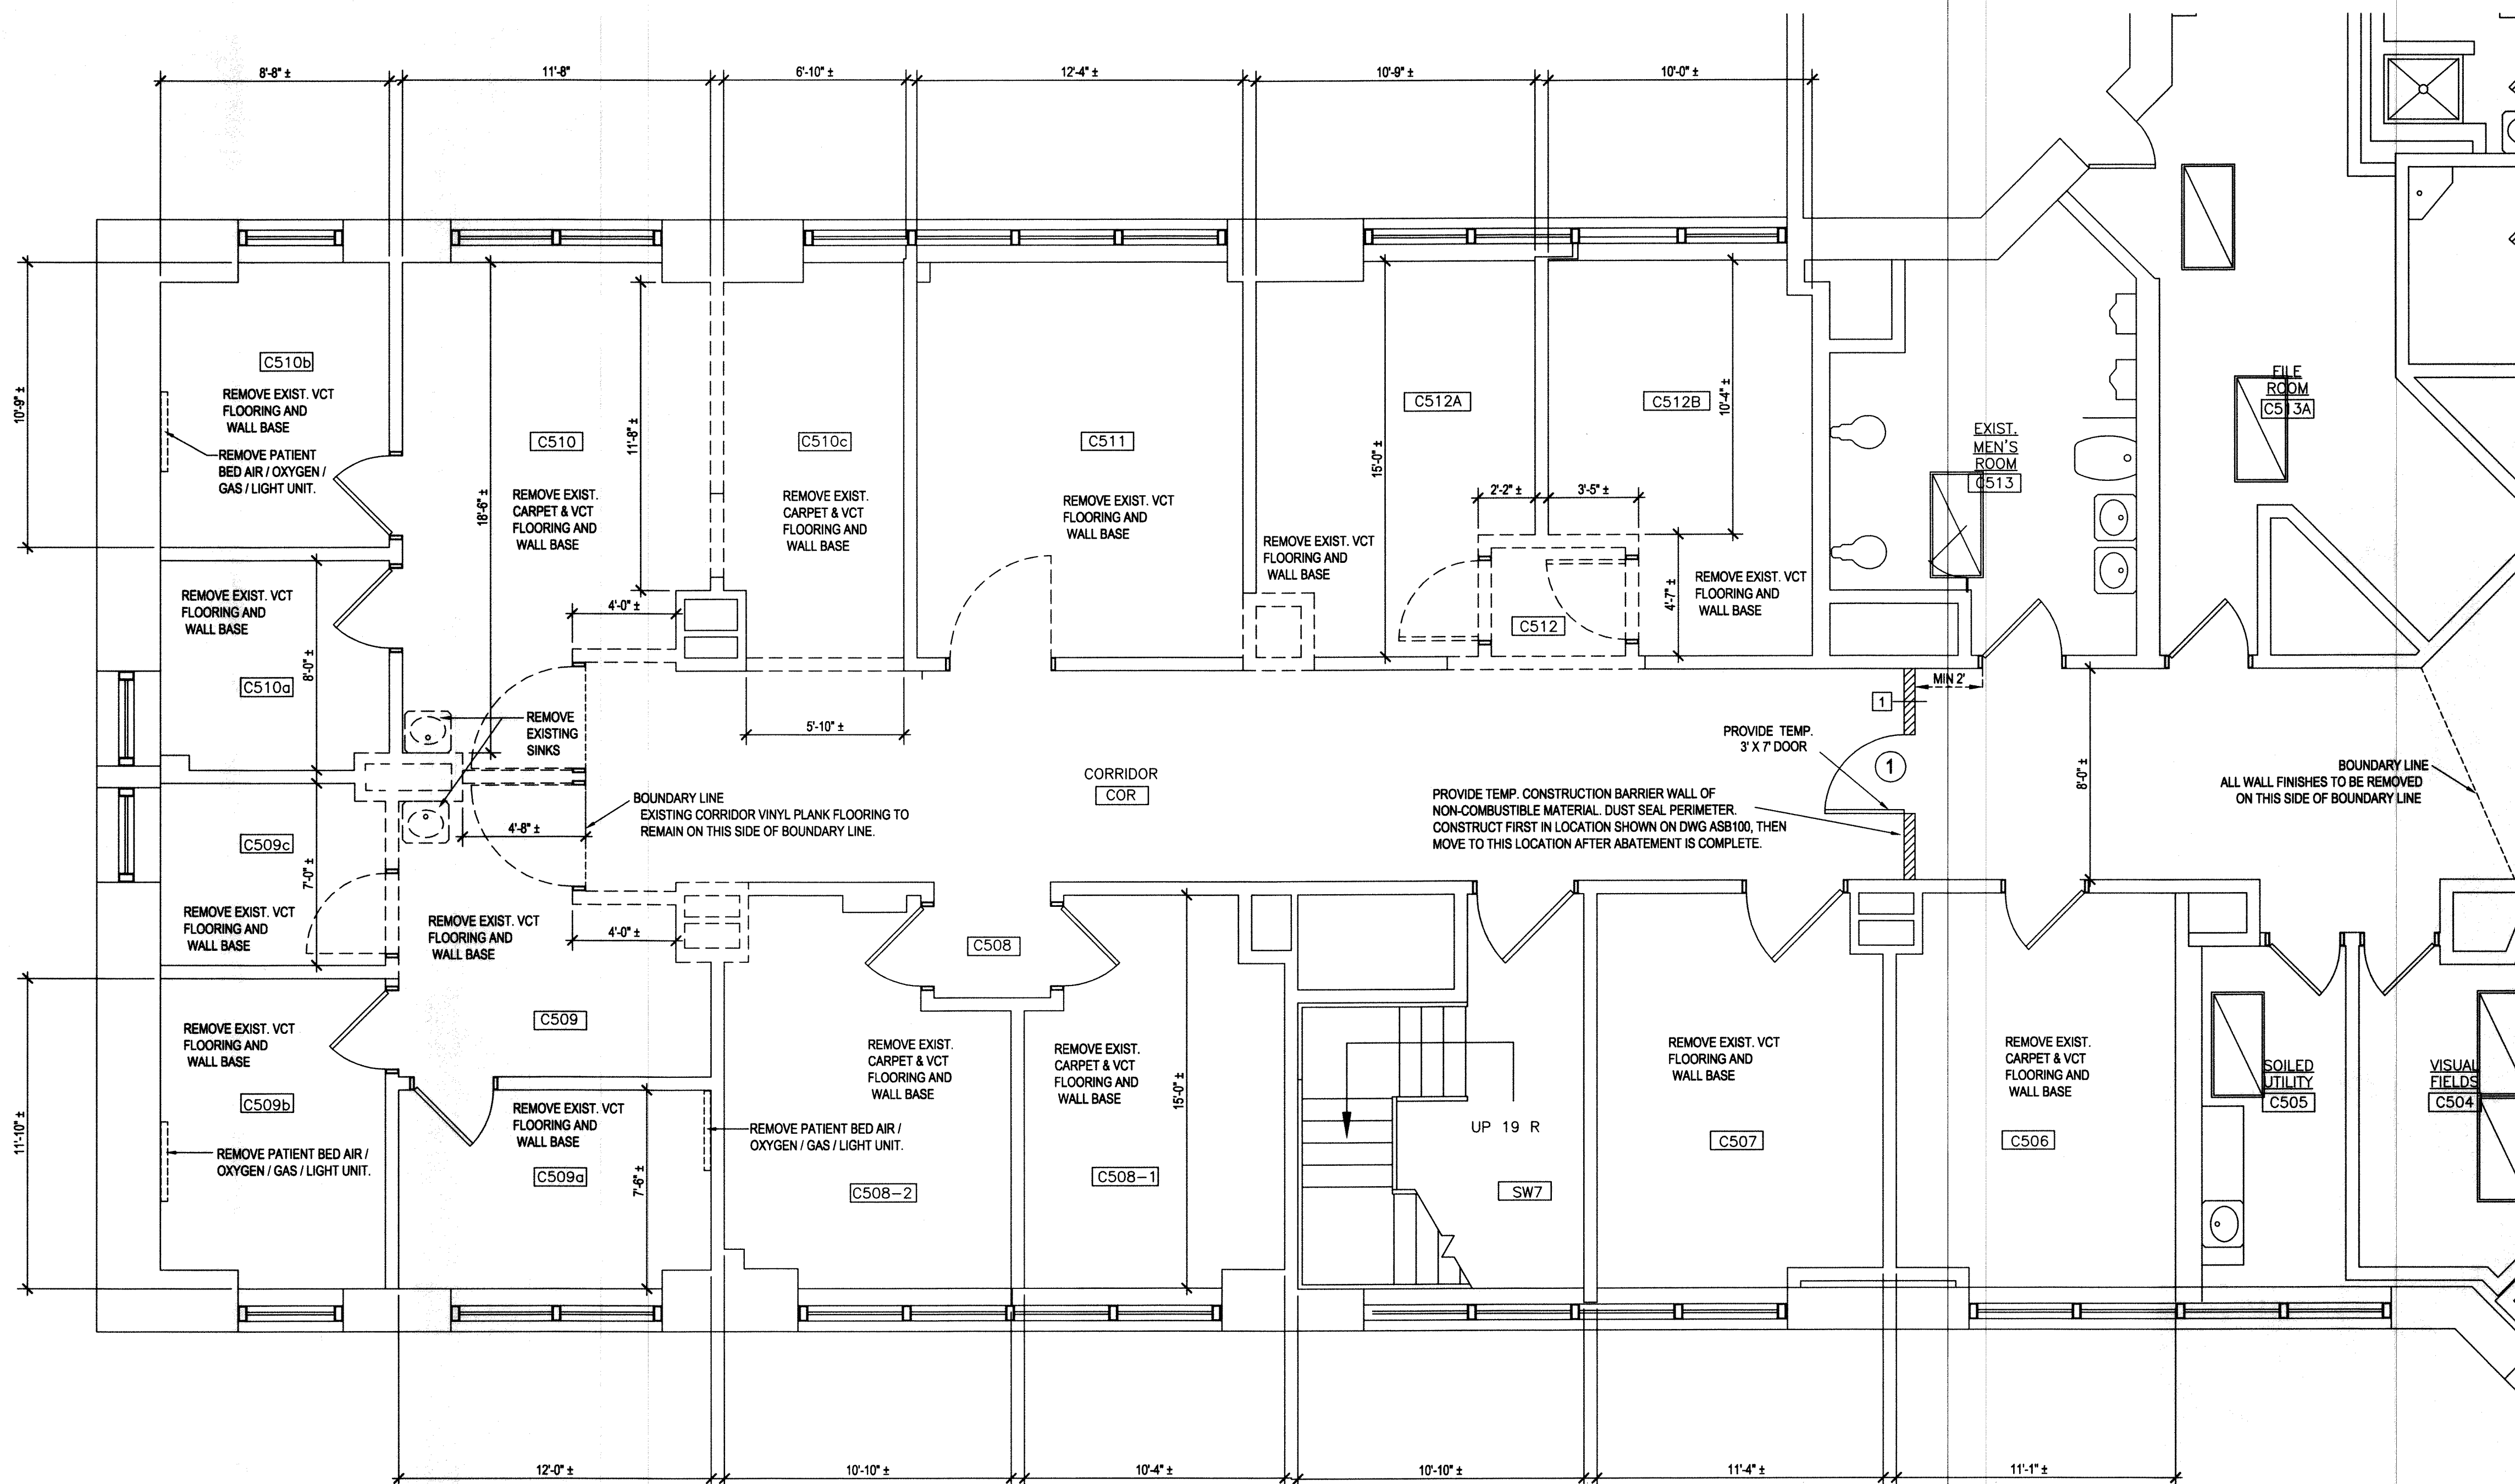 8'-8" ±
11'-8"
6'-10" ±
12'-4" ±
10'-9" ±
10'-0" ±
10'-9" ±
C510b
REMOVE EXIST. VCT
FLOORING AND
WALL BASE
REMOVE PATIENT
BED AIR / OXYGEN /
GAS / LIGHT UNIT.
C510
REMOVE EXIST.
CARPET & VCT
FLOORING AND
WALL BASE
18'-6" ±
11'-8" ±
C510c
REMOVE EXIST.
CARPET & VCT
FLOORING AND
WALL BASE
C511
REMOVE EXIST. VCT
FLOORING AND
WALL BASE
C512A
15'-0" ±
REMOVE EXIST. VCT
FLOORING AND
WALL BASE
C512B
10'-4" ±
2'-2" ±
3'-5" ±
4'-7" ±
REMOVE EXIST. VCT
FLOORING AND
WALL BASE
C512
EXIST.
MEN'S
ROOM
C513
FILE
ROOM
C513A
REMOVE EXIST. VCT
FLOORING AND
WALL BASE
8'-0" ±
C510a
4'-0" ±
REMOVE
EXISTING
SINKS
5'-10" ±
MIN 2'
1
PROVIDE TEMP.
3' X 7' DOOR
1
CORRIDOR
COR
BOUNDARY LINE
EXISTING CORRIDOR VINYL PLANK FLOORING TO
REMAIN ON THIS SIDE OF BOUNDARY LINE.
PROVIDE TEMP. CONSTRUCTION BARRIER WALL OF
NON-COMBUSTIBLE MATERIAL. DUST SEAL PERIMETER.
CONSTRUCT FIRST IN LOCATION SHOWN ON DWG ASB100, THEN
MOVE TO THIS LOCATION AFTER ABATEMENT IS COMPLETE.
8'-0" ±
BOUNDARY LINE
ALL WALL FINISHES TO BE REMOVED
ON THIS SIDE OF BOUNDARY LINE
4'-8" ±
C509c
7'-0" ±
REMOVE EXIST. VCT
FLOORING AND
WALL BASE
REMOVE EXIST. VCT
FLOORING AND
WALL BASE
4'-0" ±
C508
C509
REMOVE EXIST. VCT
FLOORING AND
WALL BASE
C509b
11'-10" ±
REMOVE PATIENT BED AIR /
OXYGEN / GAS / LIGHT UNIT.
REMOVE EXIST. VCT
FLOORING AND
WALL BASE
C509a
7'-6" ±
REMOVE PATIENT BED AIR /
OXYGEN / GAS / LIGHT UNIT.
REMOVE EXIST.
CARPET & VCT
FLOORING AND
WALL BASE
C508-2
REMOVE EXIST.
CARPET & VCT
FLOORING AND
WALL BASE
C508-1
15'-0" ±
UP 19 R
SW7
REMOVE EXIST. VCT
FLOORING AND
WALL BASE
C507
REMOVE EXIST.
CARPET & VCT
FLOORING AND
WALL BASE
C506
SOILED
UTILITY
C505
VISUAL
FIELDS
C504
12'-0" ±
10'-10" ±
10'-4" ±
10'-10" ±
11'-4" ±
11'-1" ±